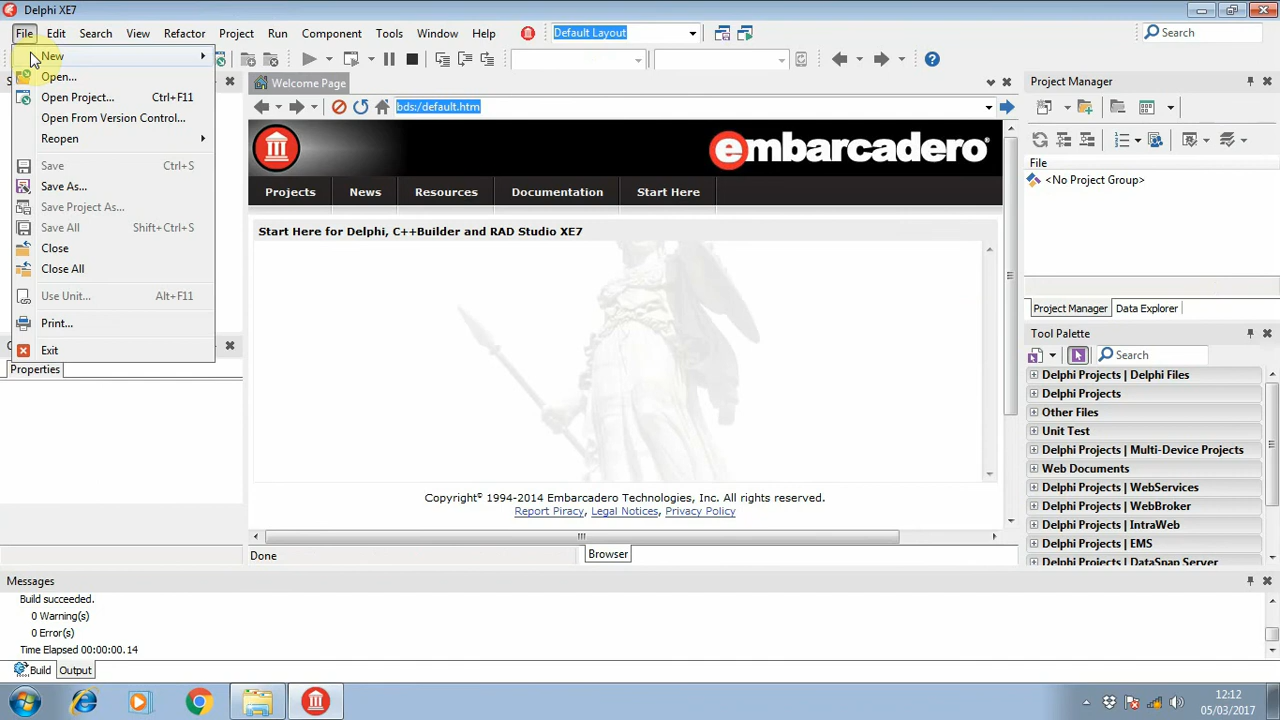 Delphi XE7
File Edit Search View Refactor Project Run Component Tools Window Help Default Layout Search
New
Open...
Open Project... Ctrl+F11
Open From Version Control...
Reopen
Save Ctrl+S
Save As...
Save Project As...
Save All Shift+Ctrl+S
Close
Close All
Use Unit... Alt+F11
Print...
Exit
Properties
Welcome Page
bds:/default.htm
embarcadero®
Projects News Resources Documentation Start Here
Start Here for Delphi, C++Builder and RAD Studio XE7
Copyright© 1994-2014 Embarcadero Technologies, Inc. All rights reserved.
Report Piracy, Legal Notices, Privacy Policy
Done
Browser
Project Manager
File
<No Project Group>
Project Manager Data Explorer
Tool Palette
Search
Delphi Projects | Delphi Files
Delphi Projects
Other Files
Unit Test
Delphi Projects | Multi-Device Projects
Web Documents
Delphi Projects | WebServices
Delphi Projects | WebBroker
Delphi Projects | IntraWeb
Delphi Projects | EMS
Delphi Projects | DataSnap Server
Messages
Build succeeded.
0 Warning(s)
0 Error(s)
Time Elapsed 00:00:00.14
Build Output
12:12
05/03/2017